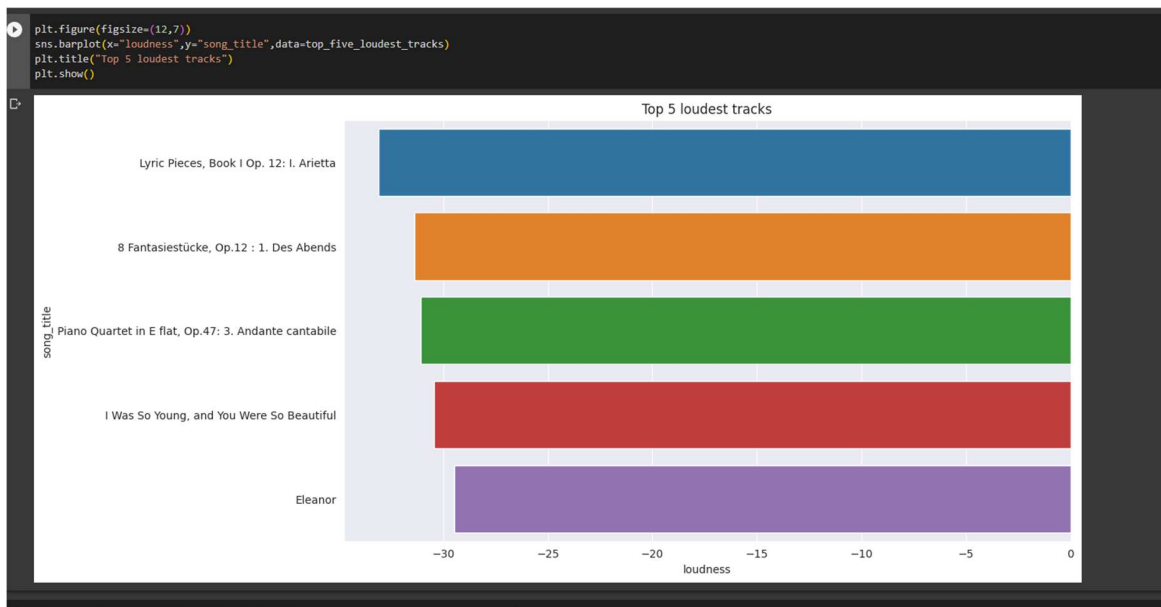 plt.figure(figsize=(12,7))
sns.barplot(x="loudness",y="song_title",data=top_five_loudest_tracks)
plt.title("Top 5 loudest tracks")
plt.show()
Top 5 loudest tracks
Lyric Pieces, Book I Op. 12: I. Arietta
8 Fantasiestücke, Op.12 : 1. Des Abends
Piano Quartet in E flat, Op.47: 3. Andante cantabile
I Was So Young, and You Were So Beautiful
Eleanor
song_title
−30 −25 −20 −15 −10 −5 0
loudness